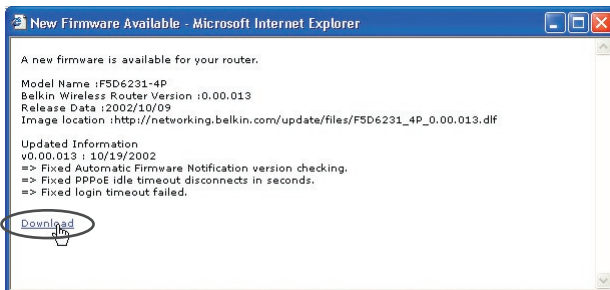 New Firmware Available - Microsoft Internet Explorer
A new firmware is available for your router.
Model Name :F5D6231-4P
Belkin Wireless Router Version :0.00.013
Release Data :2002/10/09
Image location :http://networking.belkin.com/update/files/F5D6231_4P_0.00.013.dlf
Updated Information
v0.00.013 : 10/19/2002
=> Fixed Automatic Firmware Notification version checking.
=> Fixed PPPoE idle timeout disconnects in seconds.
=> Fixed login timeout failed.
Download